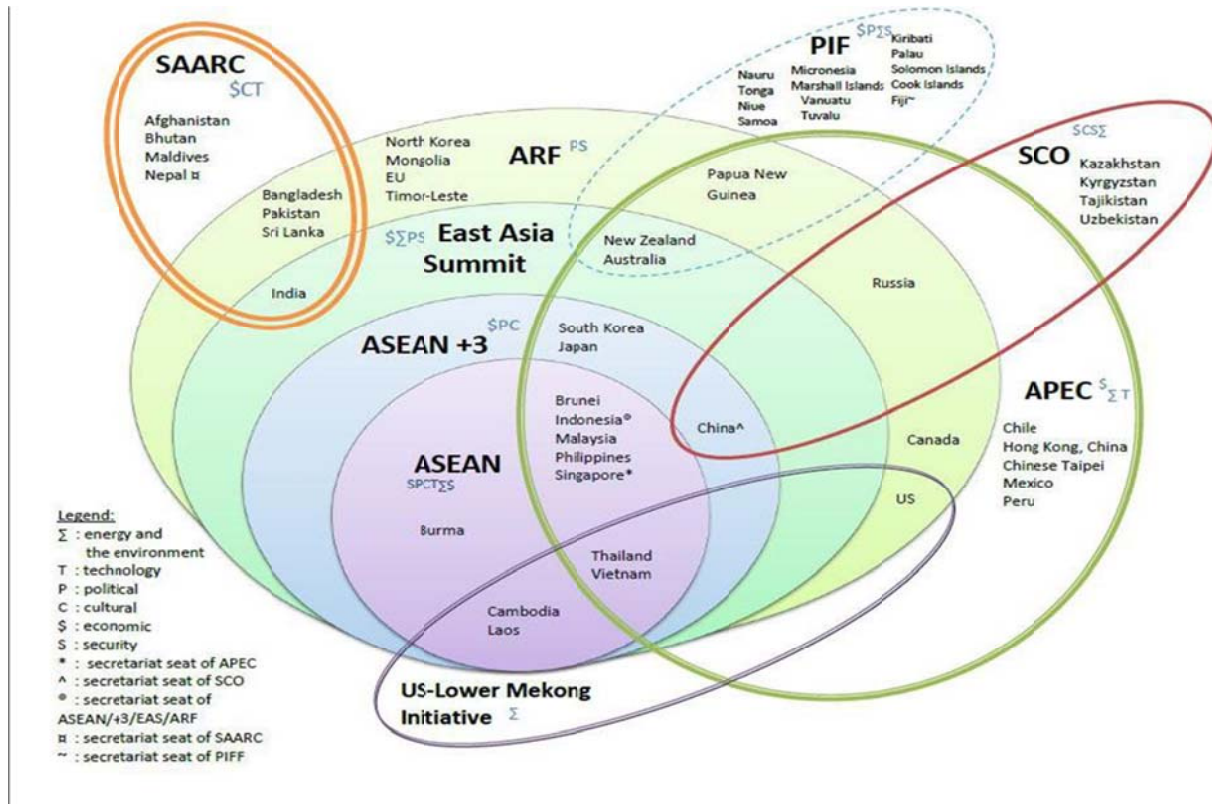 SAARC
$CT
Afghanistan
Bhutan
Maldives
Nepal ¤
Bangladesh
Pakistan
Sri Lanka
India
North Korea
Mongolia
EU
Timor-Leste
ARF PS
$∑PS East Asia
Summit
ASEAN +3 $PC
ASEAN
SPCT∑$
Burma
PIF $P∑S
Nauru
Tonga
Niue
Samoa
Micronesia
Marshall Islands
Vanuatu
Tuvalu
Kiribati
Palau
Solomon Islands
Cook Islands
Fiji~
Papua New
Guinea
New Zealand
Australia
South Korea
Japan
Brunei
Indonesia°
Malaysia
Philippines
Singapore*
China^
Thailand
Vietnam
Cambodia
Laos
SCO $CS∑
Kazakhstan
Kyrgyzstan
Tajikistan
Uzbekistan
Russia
Canada
US
APEC $∑ T
Chile
Hong Kong, China
Chinese Taipei
Mexico
Peru
US-Lower Mekong
Initiative ∑
Legend:
∑ : energy and
the environment
T : technology
P : political
C : cultural
$ : economic
S : security
* : secretariat seat of APEC
^ : secretariat seat of SCO
° : secretariat seat of
ASEAN/+3/EAS/ARF
¤ : secretariat seat of SAARC
~ : secretariat seat of PIFF